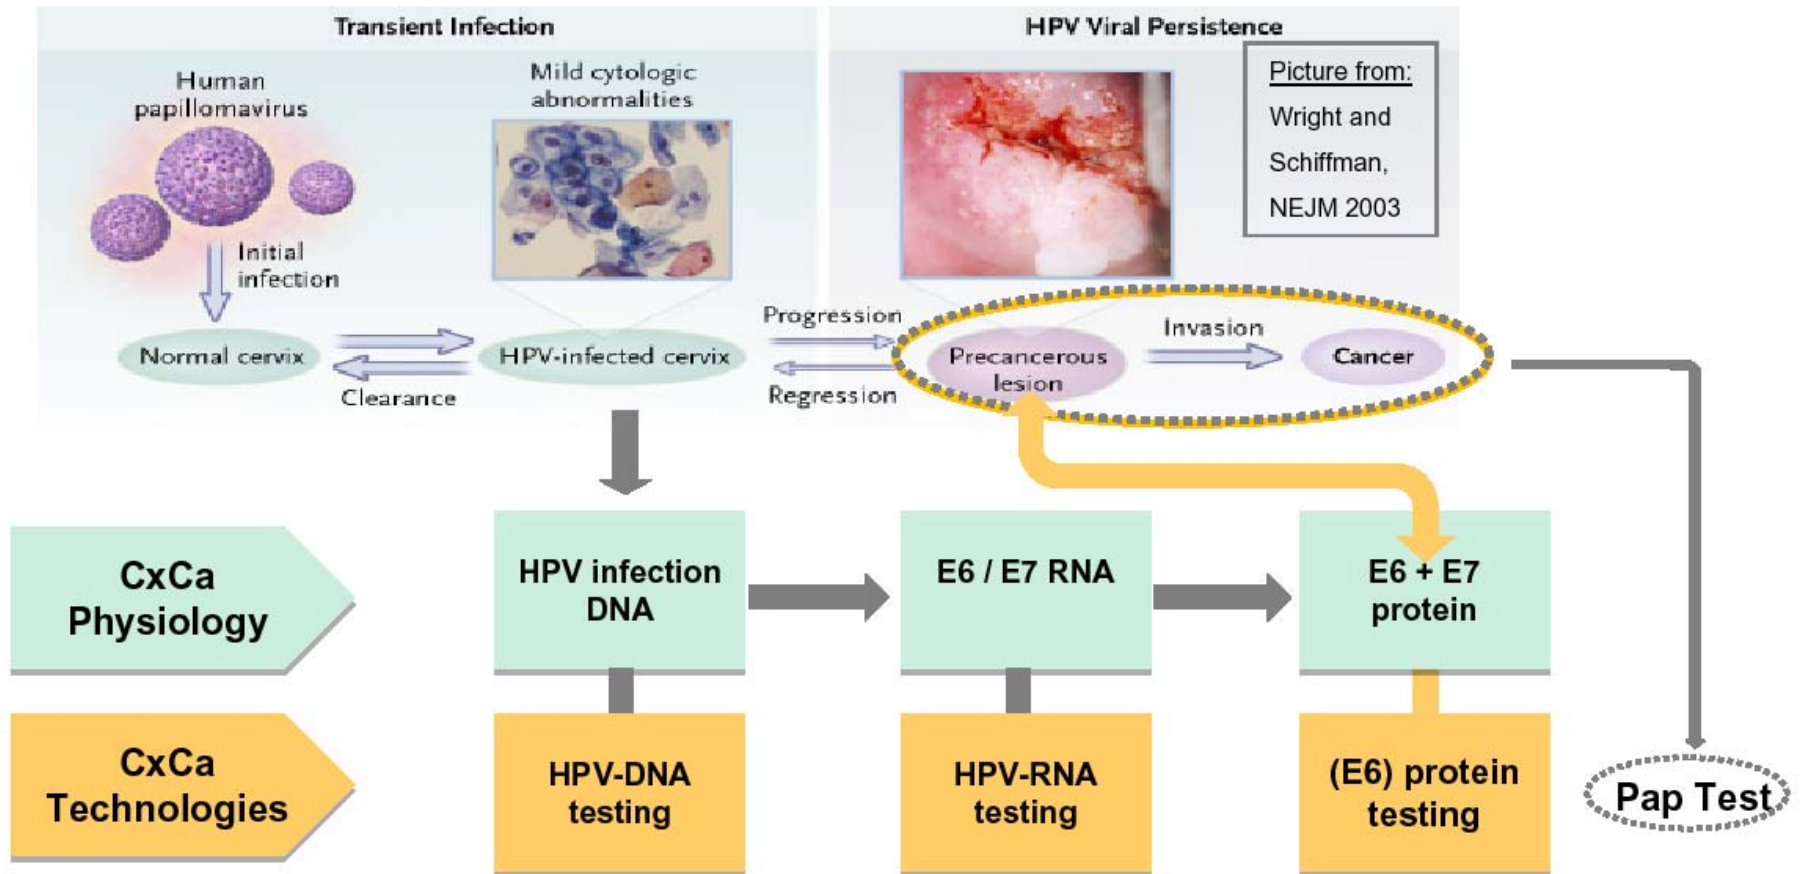 Transient Infection
HPV Viral Persistence
Human
papillomavirus
Mild cytologic
abnormalities
Picture from:
Wright and
Schiffman,
NEJM 2003
Initial
infection
Normal cervix
Clearance
HPV-infected cervix
Progression
Regression
Precancerous
lesion
Invasion
Cancer
CxCa
Physiology
HPV infection
DNA
E6 / E7 RNA
E6 + E7
protein
CxCa
Technologies
HPV-DNA
testing
HPV-RNA
testing
(E6) protein
testing
Pap Test